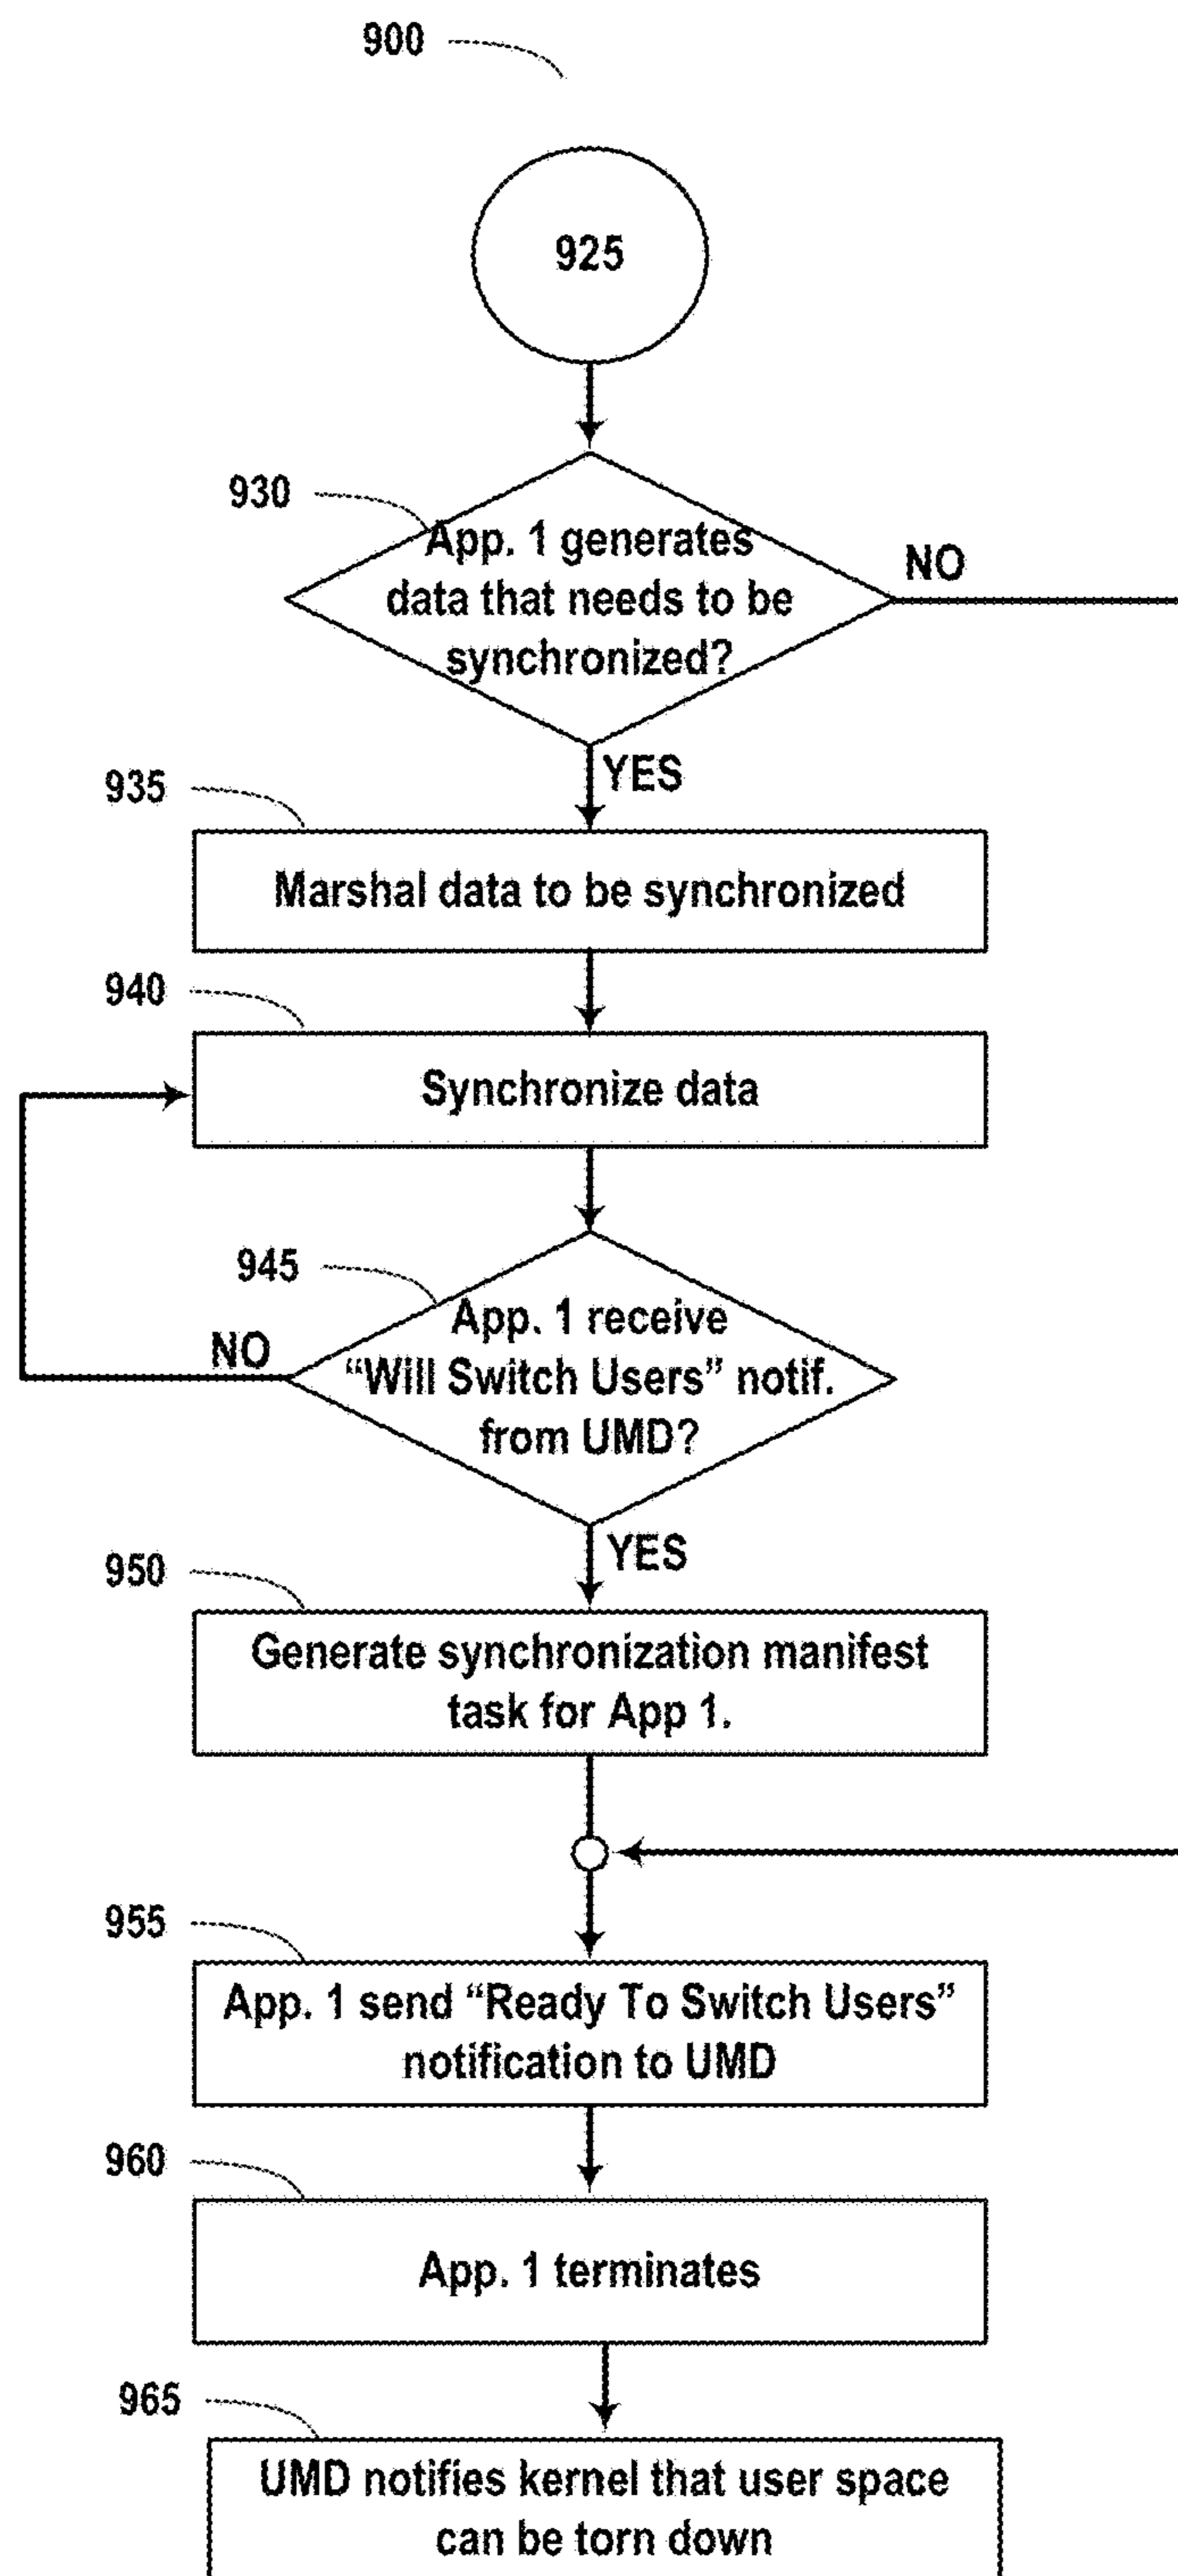 900
925
930
App. 1 generates
data that needs to be
synchronized?
NO
YES
935
Marshal data to be synchronized
940
Synchronize data
945
App. 1 receive
“Will Switch Users” notif.
from UMD?
NO
YES
950
Generate synchronization manifest
task for App 1.
955
App. 1 send “Ready To Switch Users”
notification to UMD
960
App. 1 terminates
965
UMD notifies kernel that user space
can be torn down